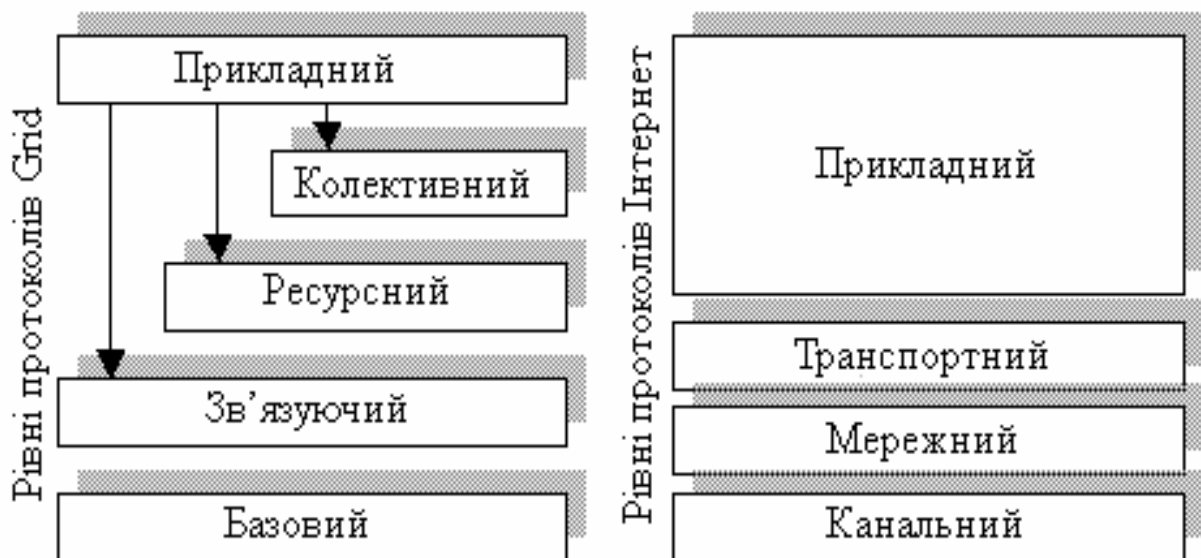 Рівні протоколів Grid
Прикладний
Колективний
Ресурсний
Зв’язуючий
Базовий
Рівні протоколів Інтернет
Прикладний
Транспортний
Мережний
Канальний